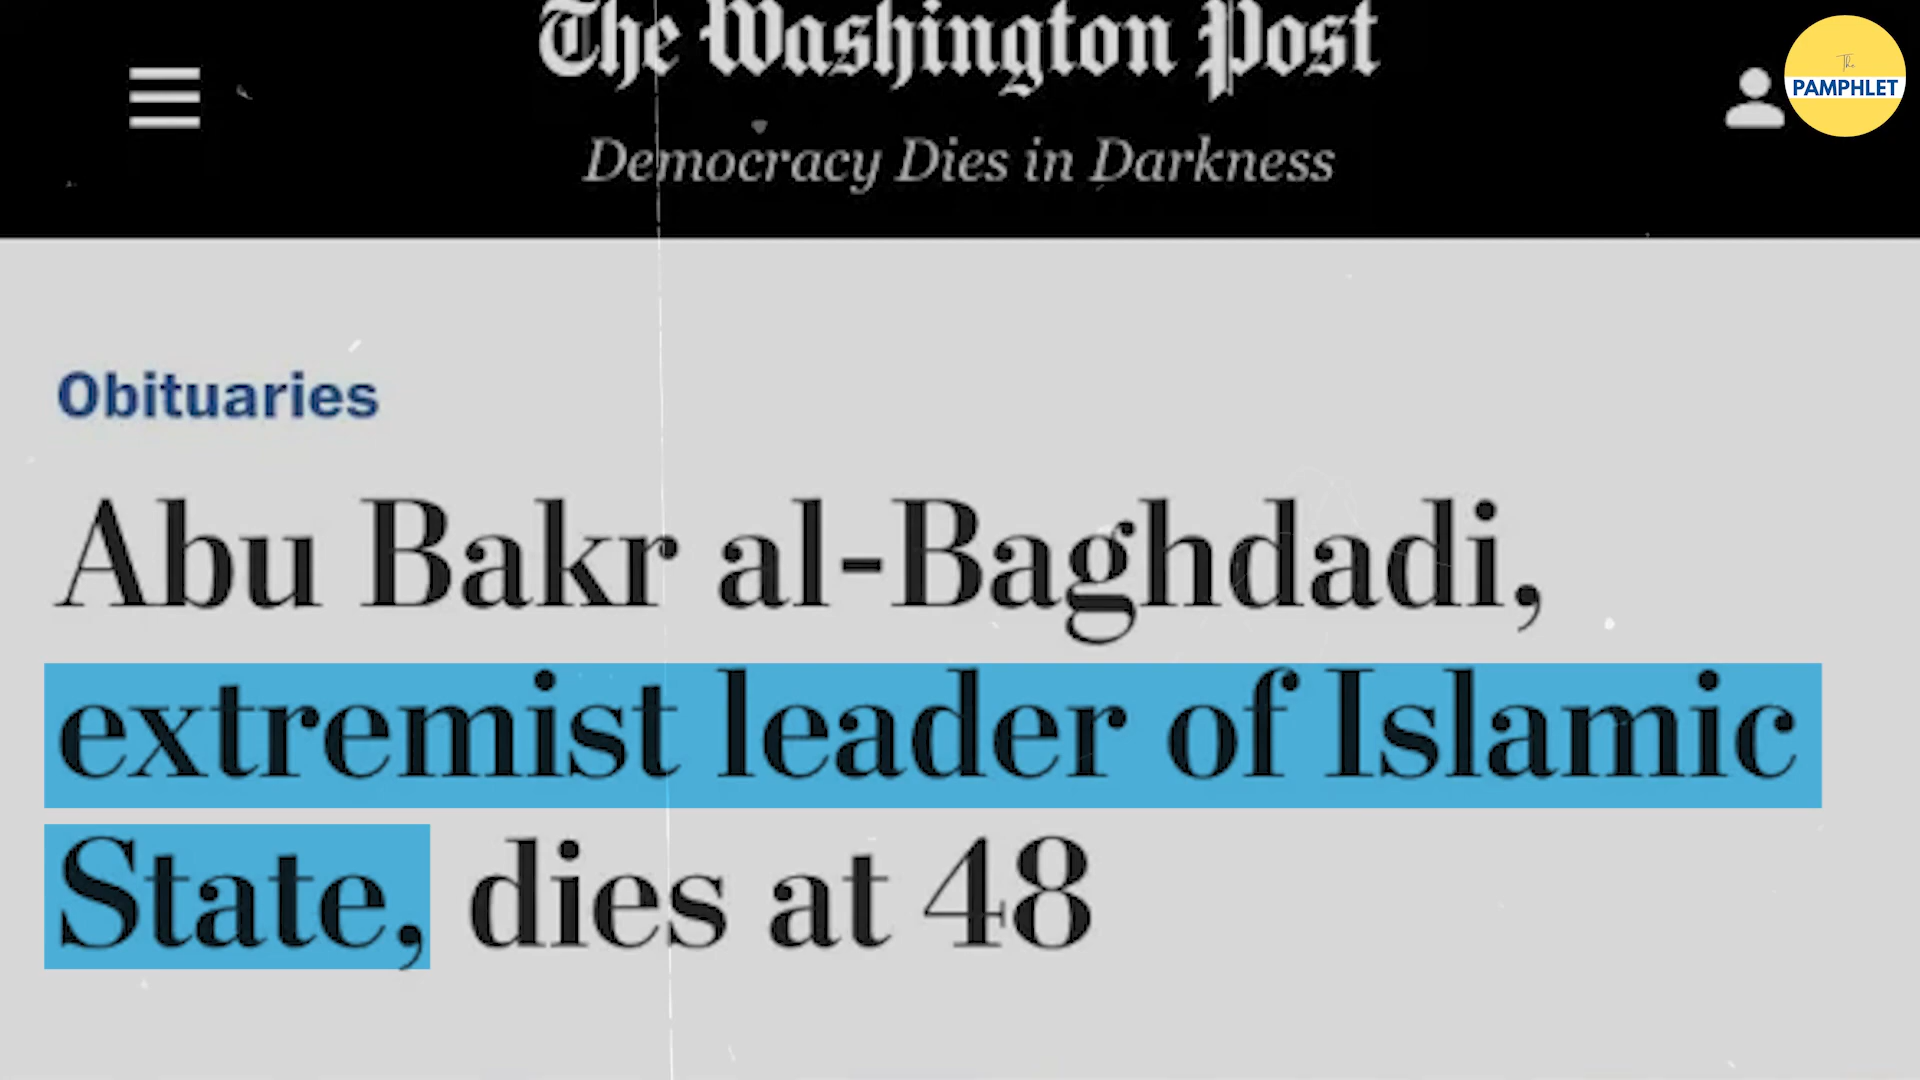 The Washington Post
The
PAMPHLET
Democracy Dies in Darkness
Obituaries
Abu Bakr al-Baghdadi,
extremist leader of Islamic
State, dies at 48